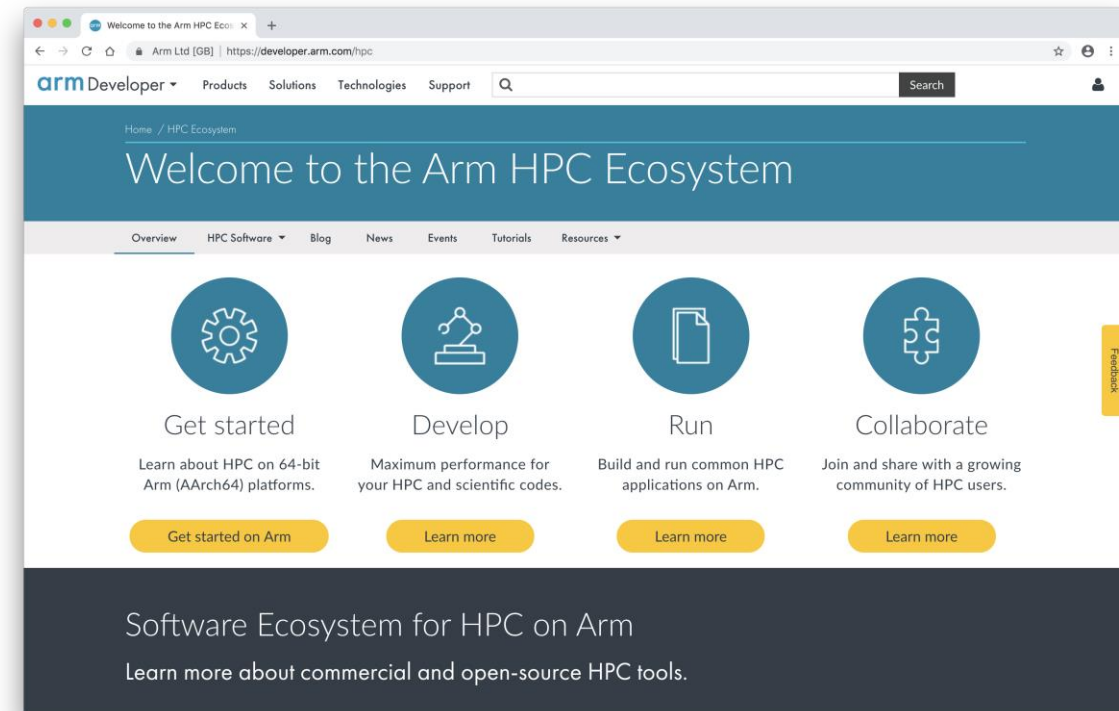 Welcome to the Arm HPC Ecos
Arm Ltd [GB] | https://developer.arm.com/hpc
arm Developer Products Solutions Technologies Support Search
Home / HPC Ecosystem
Welcome to the Arm HPC Ecosystem
Overview HPC Software Blog News Events Tutorials Resources
Get started
Learn about HPC on 64-bit
Arm (AArch64) platforms.
Get started on Arm
Develop
Maximum performance for
your HPC and scientific codes.
Learn more
Run
Build and run common HPC
applications on Arm.
Learn more
Collaborate
Join and share with a growing
community of HPC users.
Learn more
Feedback
Software Ecosystem for HPC on Arm
Learn more about commercial and open-source HPC tools.